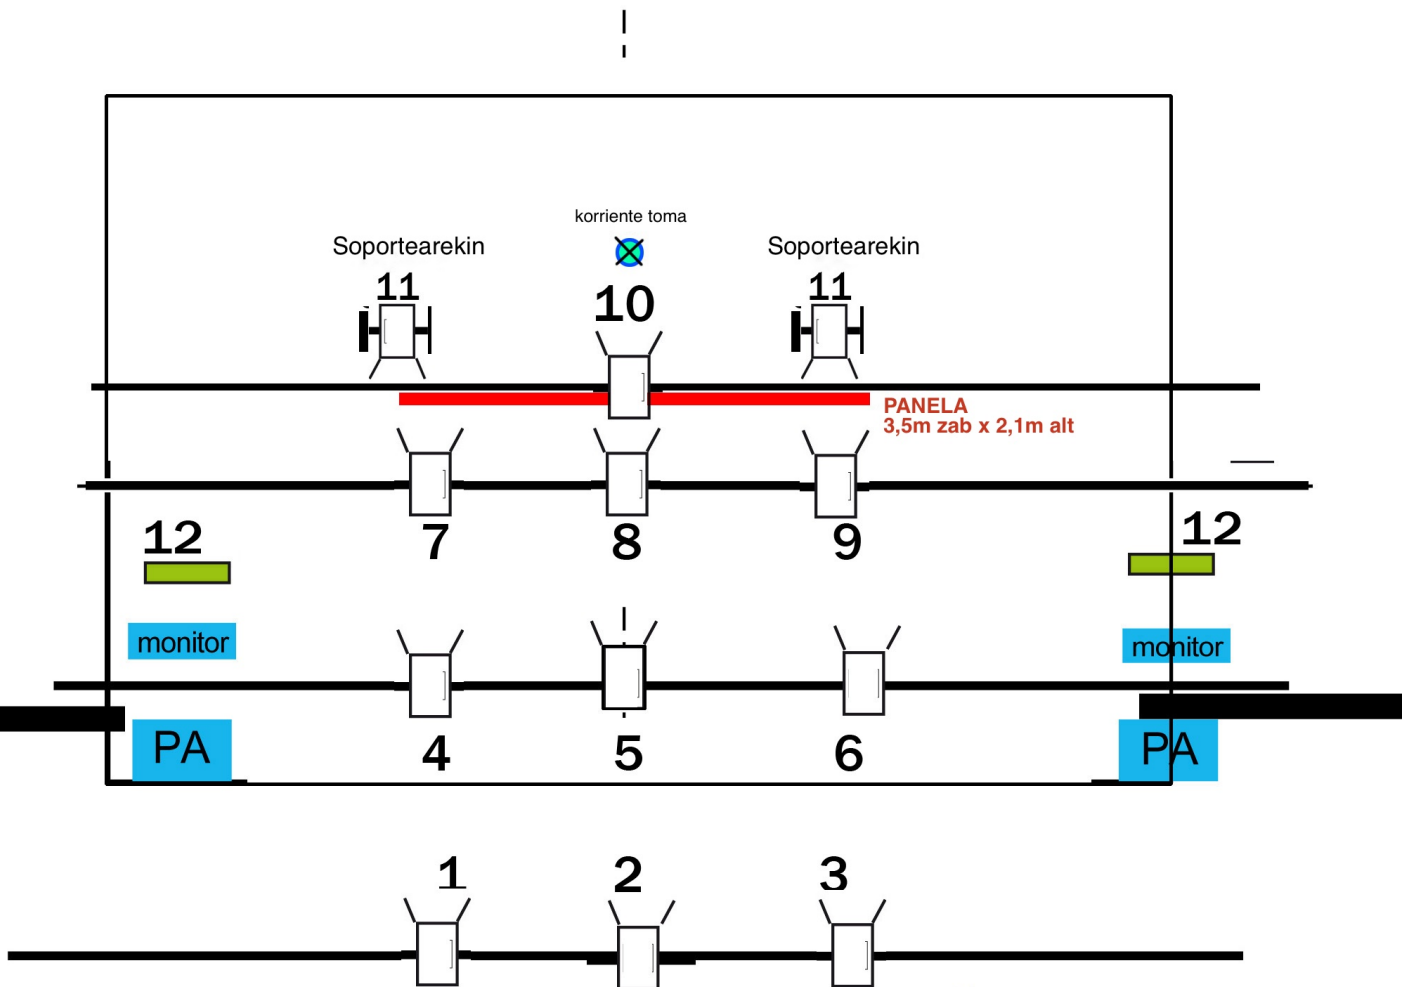 korriente toma
Soportearekin
Soportearekin
11
10
11
PANELA
3,5m zab x 2,1m alt
7
8
9
12
12
monitor
monitor
PA
PA
4
5
6
1
2
3